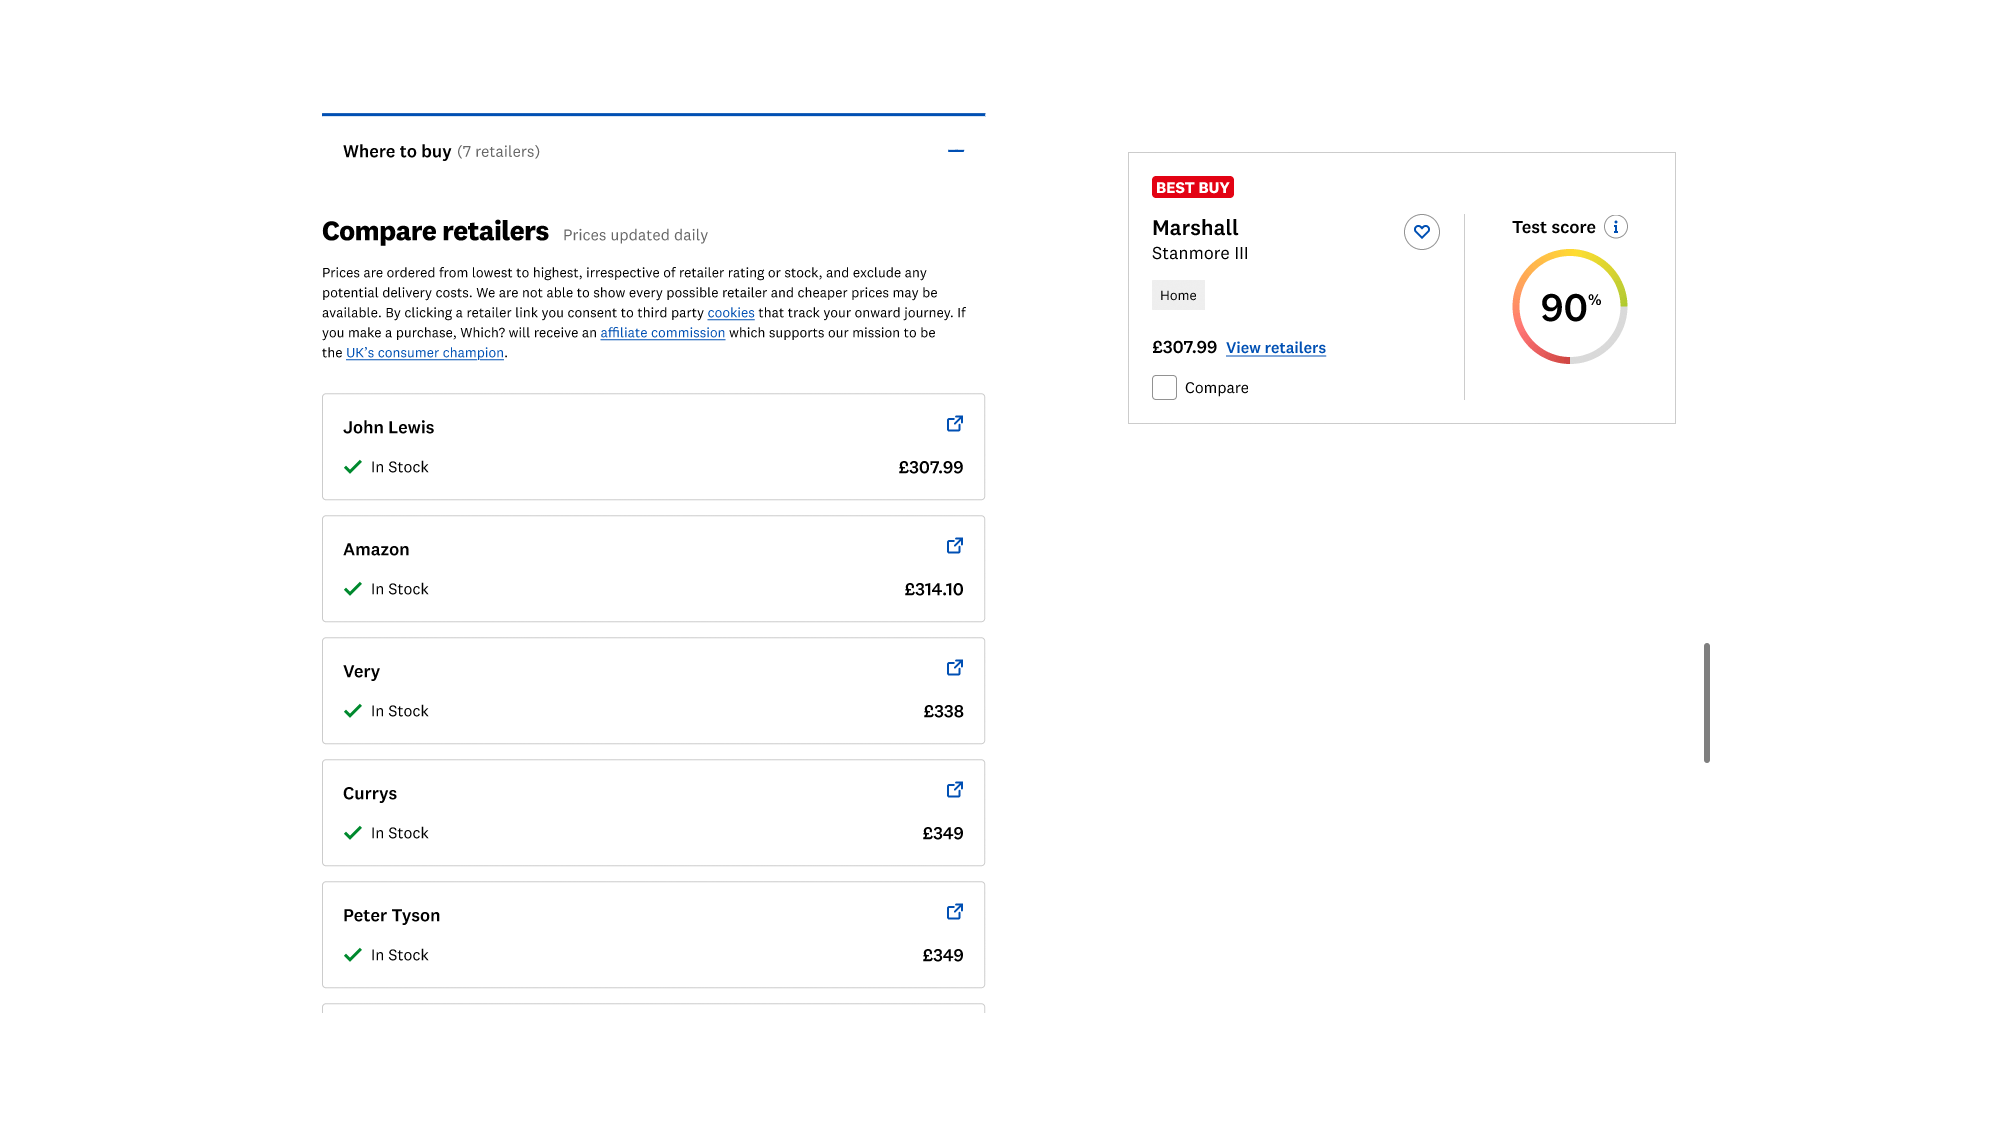 Where to buy (7 retailers)
Compare retailers Prices updated daily
Prices are ordered from lowest to highest, irrespective of retailer rating or stock, and exclude any
potential delivery costs. We are not able to show every possible retailer and cheaper prices may be
available. By clicking a retailer link you consent to third party cookies that track your onward journey. If
you make a purchase, Which? will receive an affiliate commission which supports our mission to be
the UK's consumer champion.
John Lewis
In Stock £307.99
Amazon
In Stock £314.10
Very
In Stock £338
Currys
In Stock £349
Peter Tyson
In Stock £349
BEST BUY
Marshall
Stanmore III
Home
£307.99 View retailers
Compare
Test score i
90%